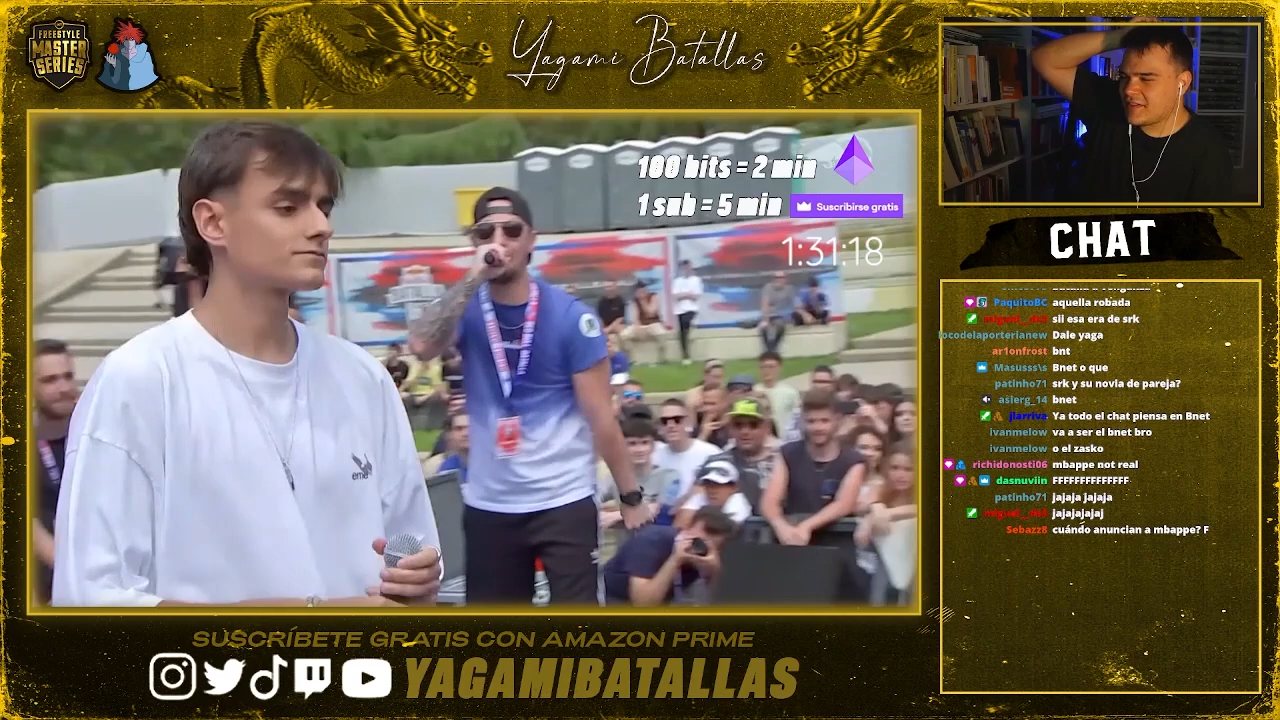 FREESTYLE
MASTER
SERIES
Yagami Batallas
100 bits = 2 min
1 sub = 5 min
Suscribirse gratis
1:31:18
eme
CHAT
PaquitoBC aquella robada
sii esa era de srk
locodelaporterianew Dale yaga
ar1onfrost bnt
Masusss\s Bnet o que
patinho71 srk y su novia de pareja?
asierg_14 bnet
jlarriva Ya todo el chat piensa en Bnet
ivanmelow va a ser el bnet bro
ivanmelow o el zasko
richidonosti06 mbappe not real
dasnuviin FFFFFFFFFFFFF
patinho71 jajaja jajaja
jajajajajaj
Sebazz8 cuándo anuncian a mbappe? F
SUSCRÍBETE GRATIS CON AMAZON PRIME
YAGAMIBATALLAS